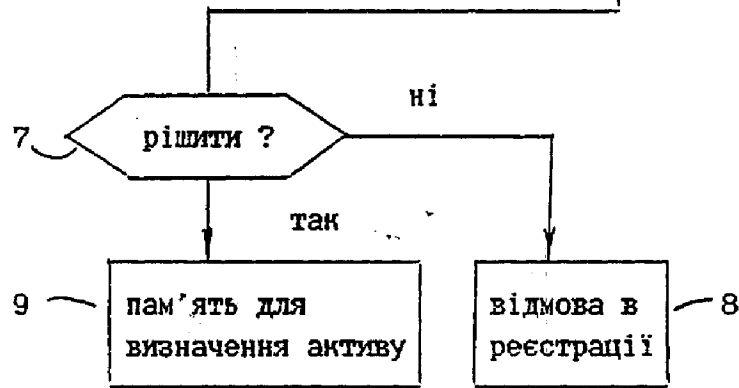 ні
7 рішити ?
так
9 пам'ять для
визначення активу
відмова в 8
реєстрації